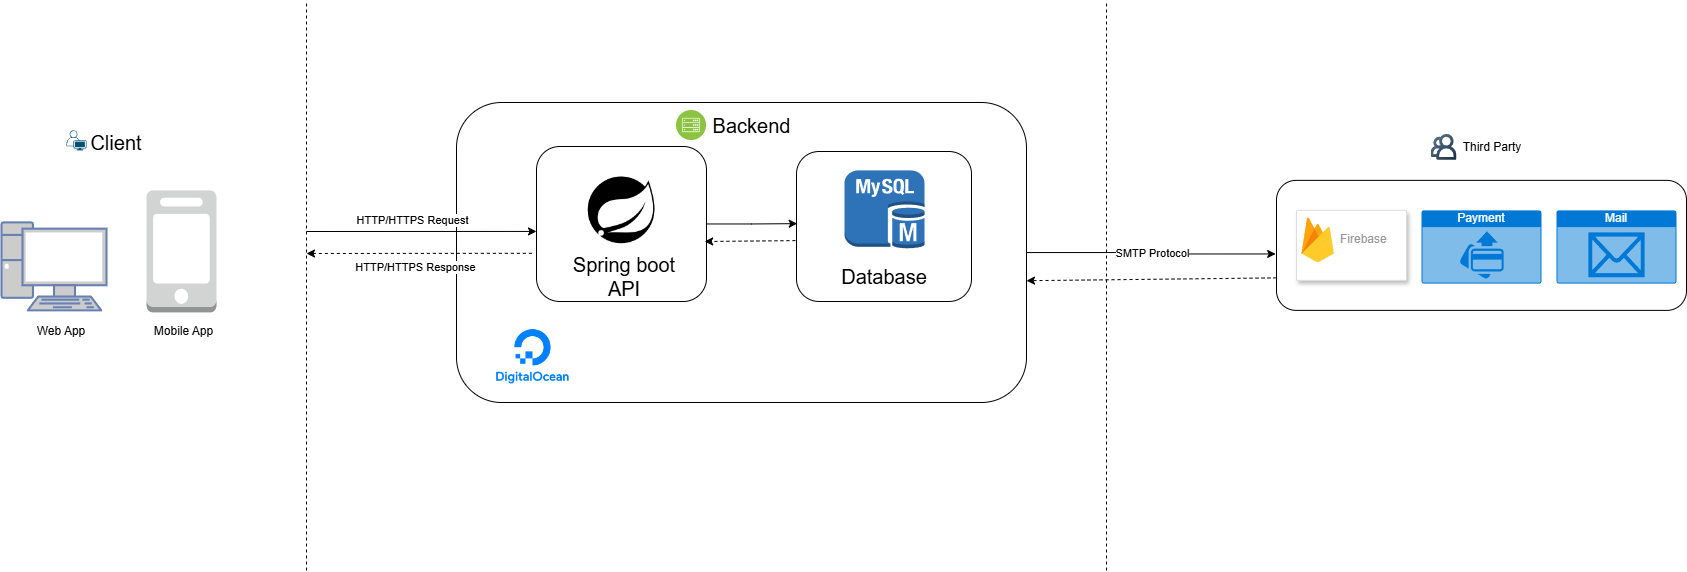 Client
Web App
Mobile App
HTTP/HTTPS Request
HTTP/HTTPS Response
Backend
Spring boot
API
MySQL
M
Database
DigitalOcean
SMTP Protocol
Third Party
Firebase
Payment
Mail